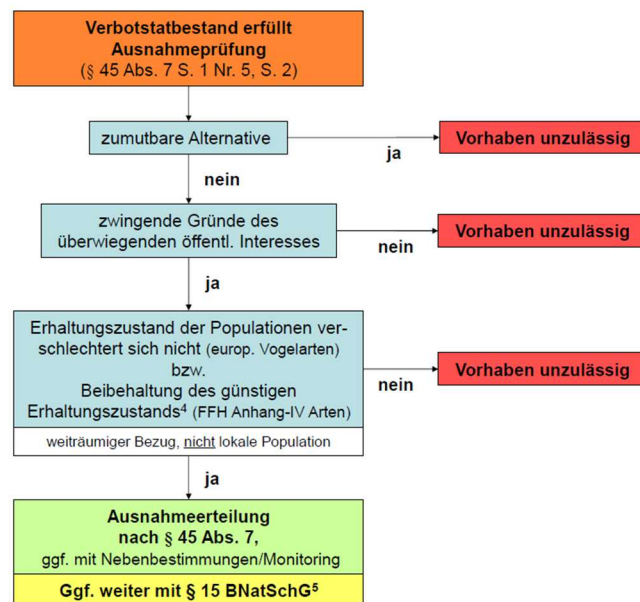 Verbotstatbestand erfüllt
Ausnahmeprüfung
(§ 45 Abs. 7 S. 1 Nr. 5, S. 2)
zumutbare Alternative
ja
Vorhaben unzulässig
nein
zwingende Gründe des
überwiegenden öffentl. Interesses
nein
Vorhaben unzulässig
ja
Erhaltungszustand der Populationen ver-
schlechtert sich nicht (europ. Vogelarten)
bzw.
Beibehaltung des günstigen
Erhaltungszustands⁴ (FFH Anhang-IV Arten)
weiträumiger Bezug, nicht lokale Population
nein
Vorhaben unzulässig
ja
Ausnahmeerteilung
nach § 45 Abs. 7,
ggf. mit Nebenbestimmungen/Monitoring
Ggf. weiter mit § 15 BNatSchG⁵